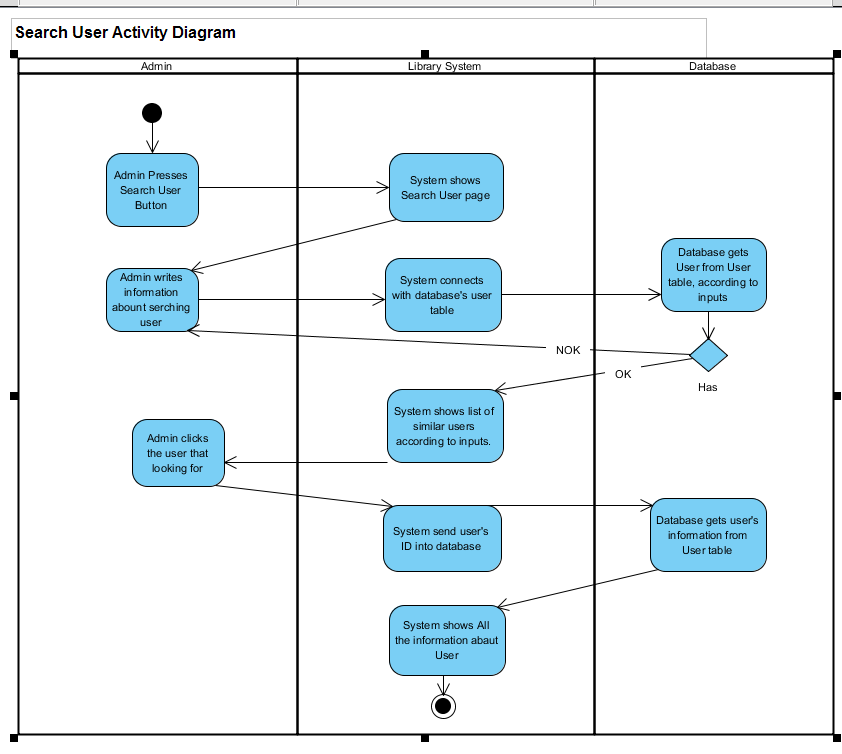 Search User Activity Diagram
Admin
Library System
Database
Admin Presses
Search User
Button
System shows
Search User page
Database gets
User from User
table, according to
inputs
Admin writes
information
abount serching
user
System connects
with database's user
table
NOK
OK
Has
System shows list of
similar users
according to inputs.
Admin clicks
the user that
looking for
System send user's
ID into database
Database gets user's
information from
User table
System shows All
the information abaut
User